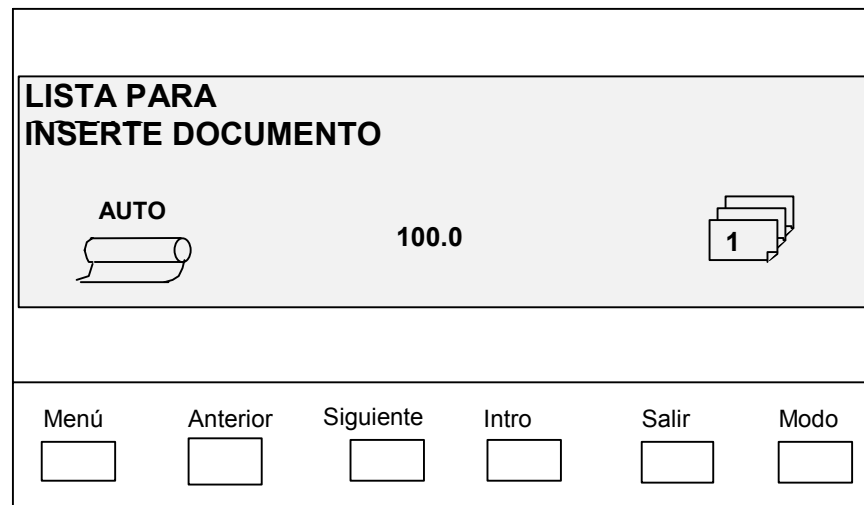 LISTA PARA
INSERTE DOCUMENTO
AUTO
100.0
1
Menú Anterior Siguiente Intro Salir Modo